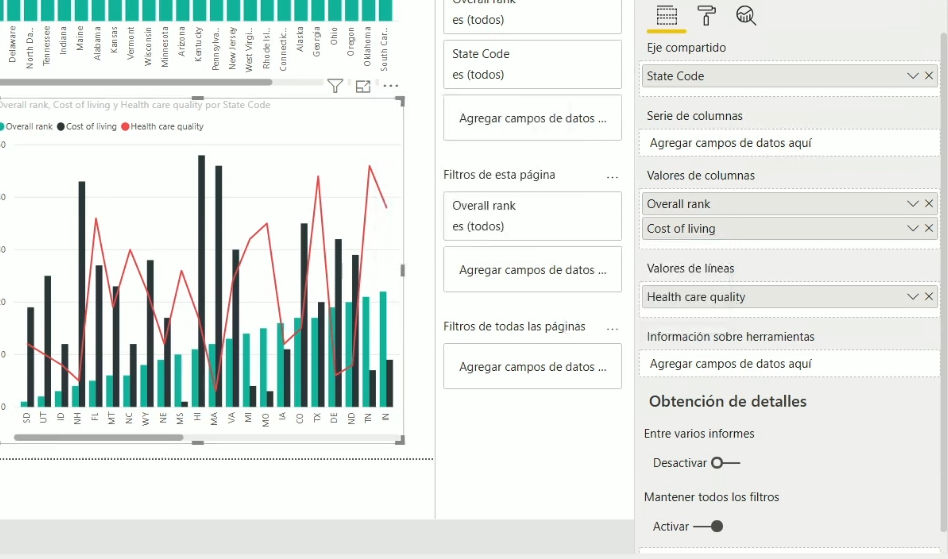 Delaware
North Da..
Tennessee
Indiana
Maine
Alabama
Kansas
Vermont
Wisconsin
Minnesota
Arizona
Kentucky
Pennsylva..
New Jersey
West Virgi..
Rhode Isl..
Connectic..
Alaska
Georgia
Ohio
Oregon
Oklahoma
South Car..
Overall rank, Cost of living y Health care quality por State Code
Overall rank Cost of living Health care quality
SD UT ID NH FL MT NC WY NE MS HI MA VA MI MO IA CO TX DE ND TN IN
Overall rank
es (todos)
State Code
es (todos)
Agregar campos de datos ...
Filtros de esta página ...
Overall rank
es (todos)
Agregar campos de datos ...
Filtros de todas las páginas ...
Agregar campos de datos ...
Eje compartido
State Code
Serie de columnas
Agregar campos de datos aquí
Valores de columnas
Overall rank
Cost of living
Valores de líneas
Health care quality
Información sobre herramientas
Agregar campos de datos aquí
Obtención de detalles
Entre varios informes
Desactivar
Mantener todos los filtros
Activar